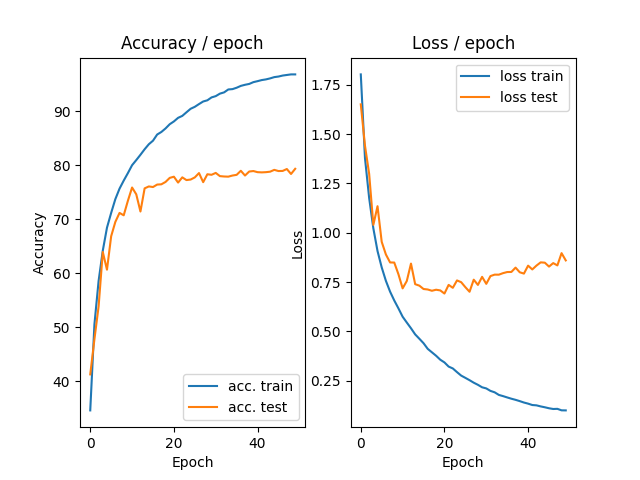 Accuracy / epoch
Accuracy
90
80
70
60
50
40
acc. train
acc. test
0
20
40
Epoch
Loss / epoch
Loss
1.75
1.50
1.25
1.00
0.75
0.50
0.25
loss train
loss test
0
20
40
Epoch